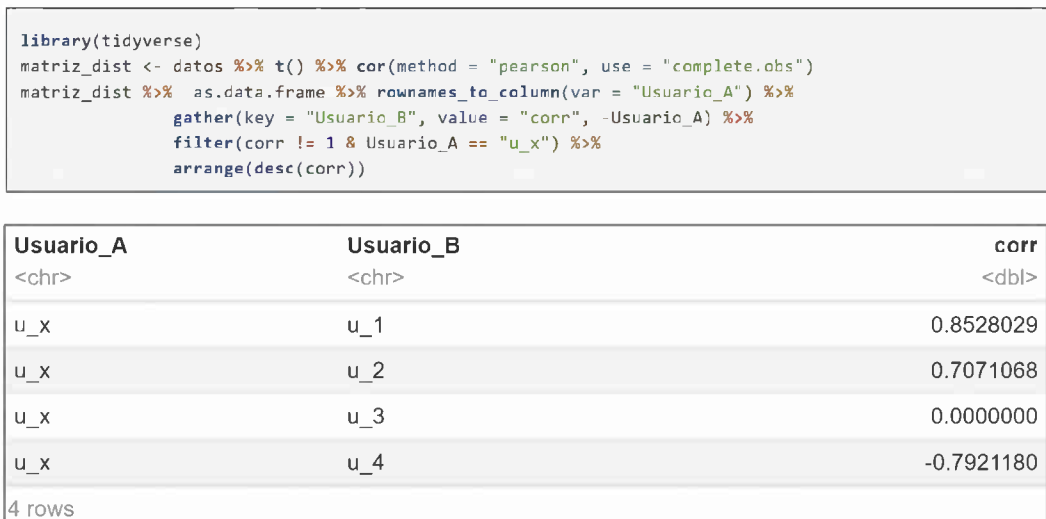 library(tidyverse)
matriz_dist <- datos %>% t() %>% cor(method = "pearson", use = "complete.obs")
matriz_dist %>%  as.data.frame %>% rownames_to_column(var = "Usuario_A") %>%
gather(key = "Usuario_B", value = "corr", -Usuario_A) %>%
filter(corr != 1 & Usuario_A == "u_x") %>%
arrange(desc(corr))
Usuario_A Usuario_B corr
<chr> <chr> <dbl>
u_x u_1 0.8528029
u_x u_2 0.7071068
u_x u_3 0.0000000
u_x u_4 -0.7921180
4 rows